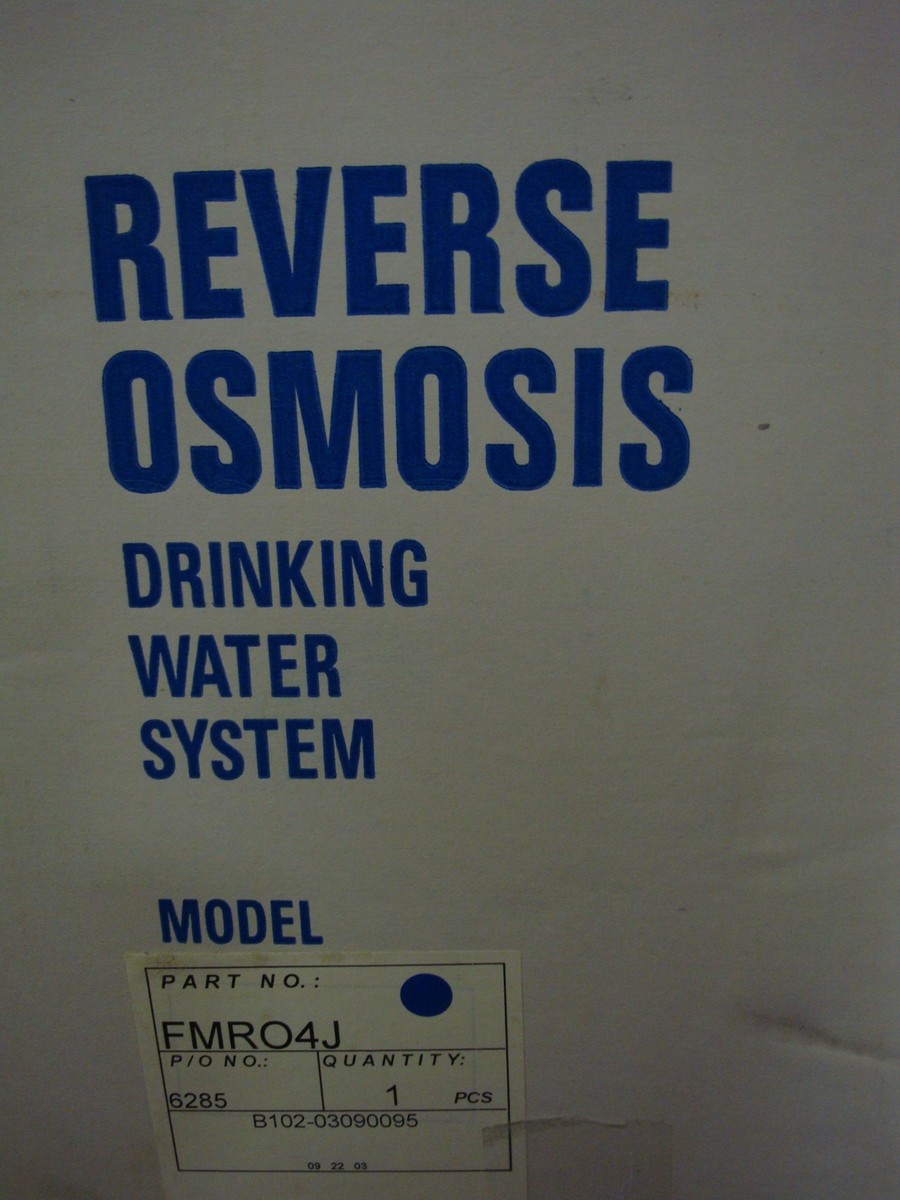 REVERSE
OSMOSIS
DRINKING
WATER
SYSTEM
MODEL
PART NO.:
FMRO4J
P/O NO.: QUANTITY:
6285 1 PCS
B102-03090095
09 22 03